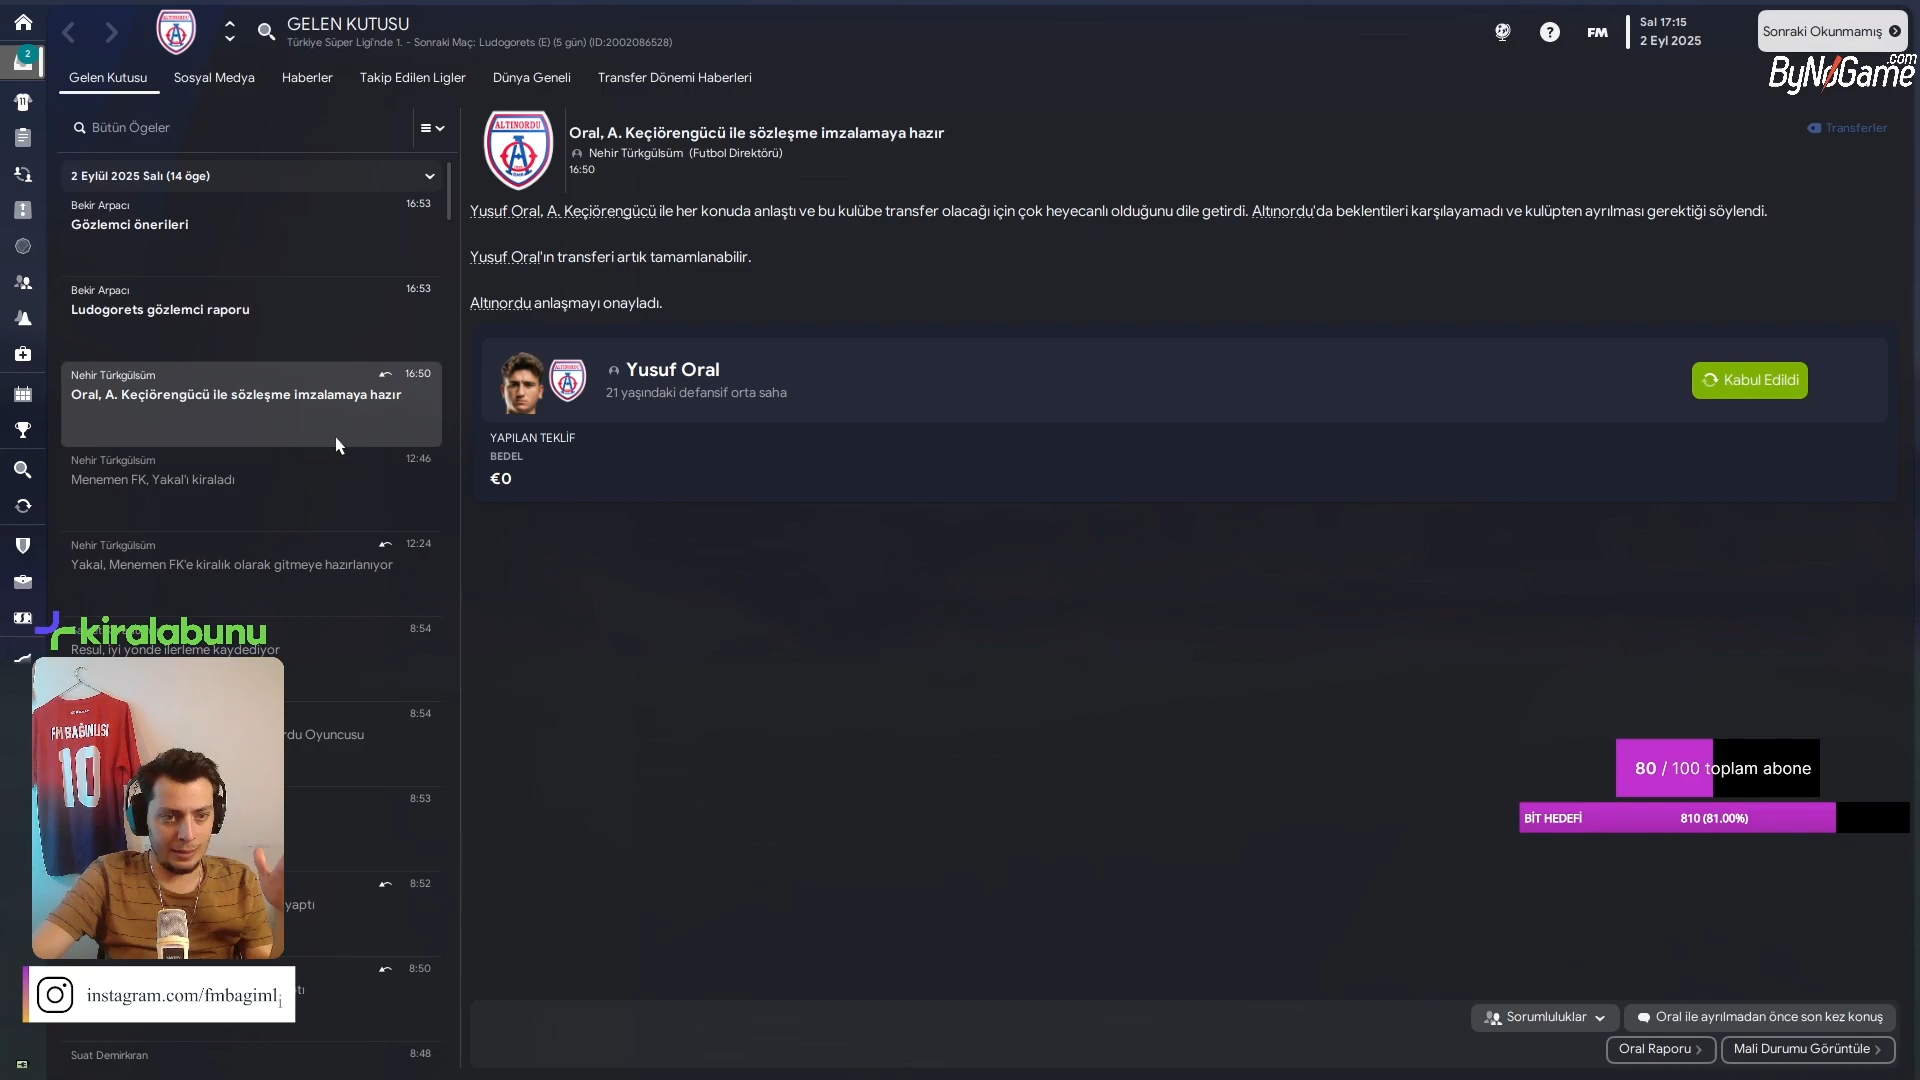 GELEN KUTUSU
Türkiye Süper Ligi'nde 1. - Sonraki Maç: Ludogorets (E) (5 gün) (ID:2002086528)
FM
Sal 17:15
2 Eyl 2025
Sonraki Okunmamış
ByNoGame
.com
2
Gelen Kutusu
Sosyal Medya
Haberler
Takip Edilen Ligler
Dünya Geneli
Transfer Dönemi Haberleri
Bütün Ögeler
2 Eylül 2025 Salı (14 öge)
Bekir Arpacı 16:53
Gözlemci önerileri
Bekir Arpacı 16:53
Ludogorets gözlemci raporu
Nehir Türkgülsüm 16:50
Oral, A. Keçiörengücü ile sözleşme imzalamaya hazır
Nehir Türkgülsüm 12:46
Menemen FK, Yakal'ı kiraladı
Nehir Türkgülsüm 12:24
Yakal, Menemen FK'e kiralık olarak gitmeye hazırlanıyor
8:54
kiralabunu
Resul, iyi yönde ilerleme kaydediyor
8:54
rdu Oyuncusu
8:53
8:52
yaptı
8:50
tı
Suat Demirkıran 8:48
ALTINORDU
Oral, A. Keçiörengücü ile sözleşme imzalamaya hazır
Nehir Türkgülsüm (Futbol Direktörü)
16:50
Transferler
Yusuf Oral, A. Keçiörengücü ile her konuda anlaştı ve bu kulübe transfer olacağı için çok heyecanlı olduğunu dile getirdi. Altınordu'da beklentileri karşılayamadı ve kulüpten ayrılması gerektiği söylendi.
Yusuf Oral'ın transferi artık tamamlanabilir.
Altınordu anlaşmayı onayladı.
Yusuf Oral
21 yaşındaki defansif orta saha
Kabul Edildi
YAPILAN TEKLİF
BEDEL
€0
80 / 100 toplam abone
BİT HEDEFİ 810 (81.00%)
FM BAĞIMLISI
10
instagram.com/fmbagimli
Sorumluluklar
Oral ile ayrılmadan önce son kez konuş
Oral Raporu
Mali Durumu Görüntüle